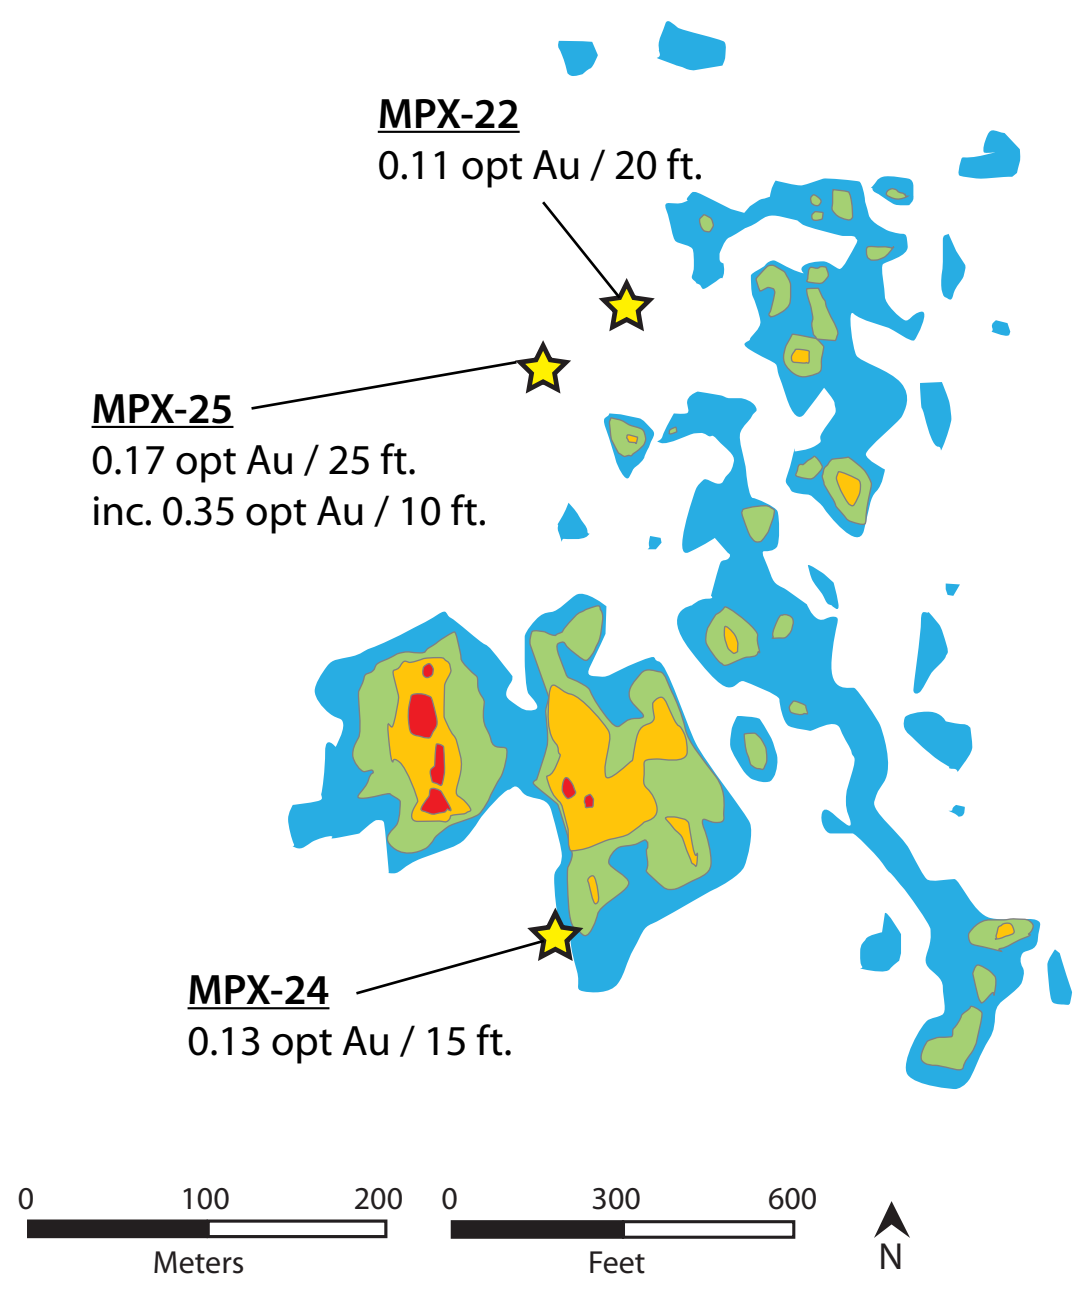 MPX-22
0.11 opt Au / 20 ft.
MPX-25
0.17 opt Au / 25 ft.
inc. 0.35 opt Au / 10 ft.
MPX-24
0.13 opt Au / 15 ft.
0 100 200
Meters
0 300 600
Feet
N